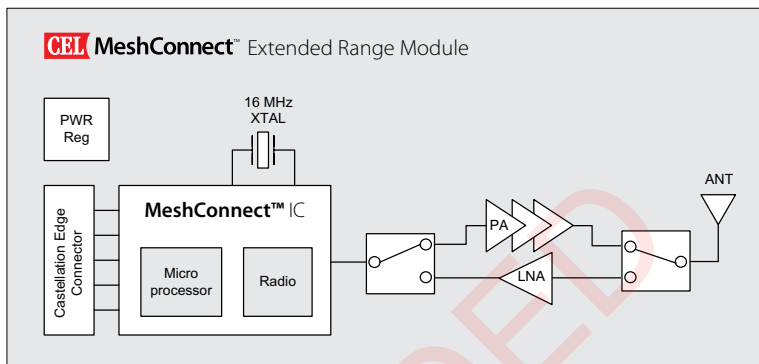 CEL MeshConnect™ Extended Range Module
16 MHz
XTAL
PWR
Reg
Castellation Edge
Connector
MeshConnect™ IC
Micro
processor
Radio
PA
LNA
ANT